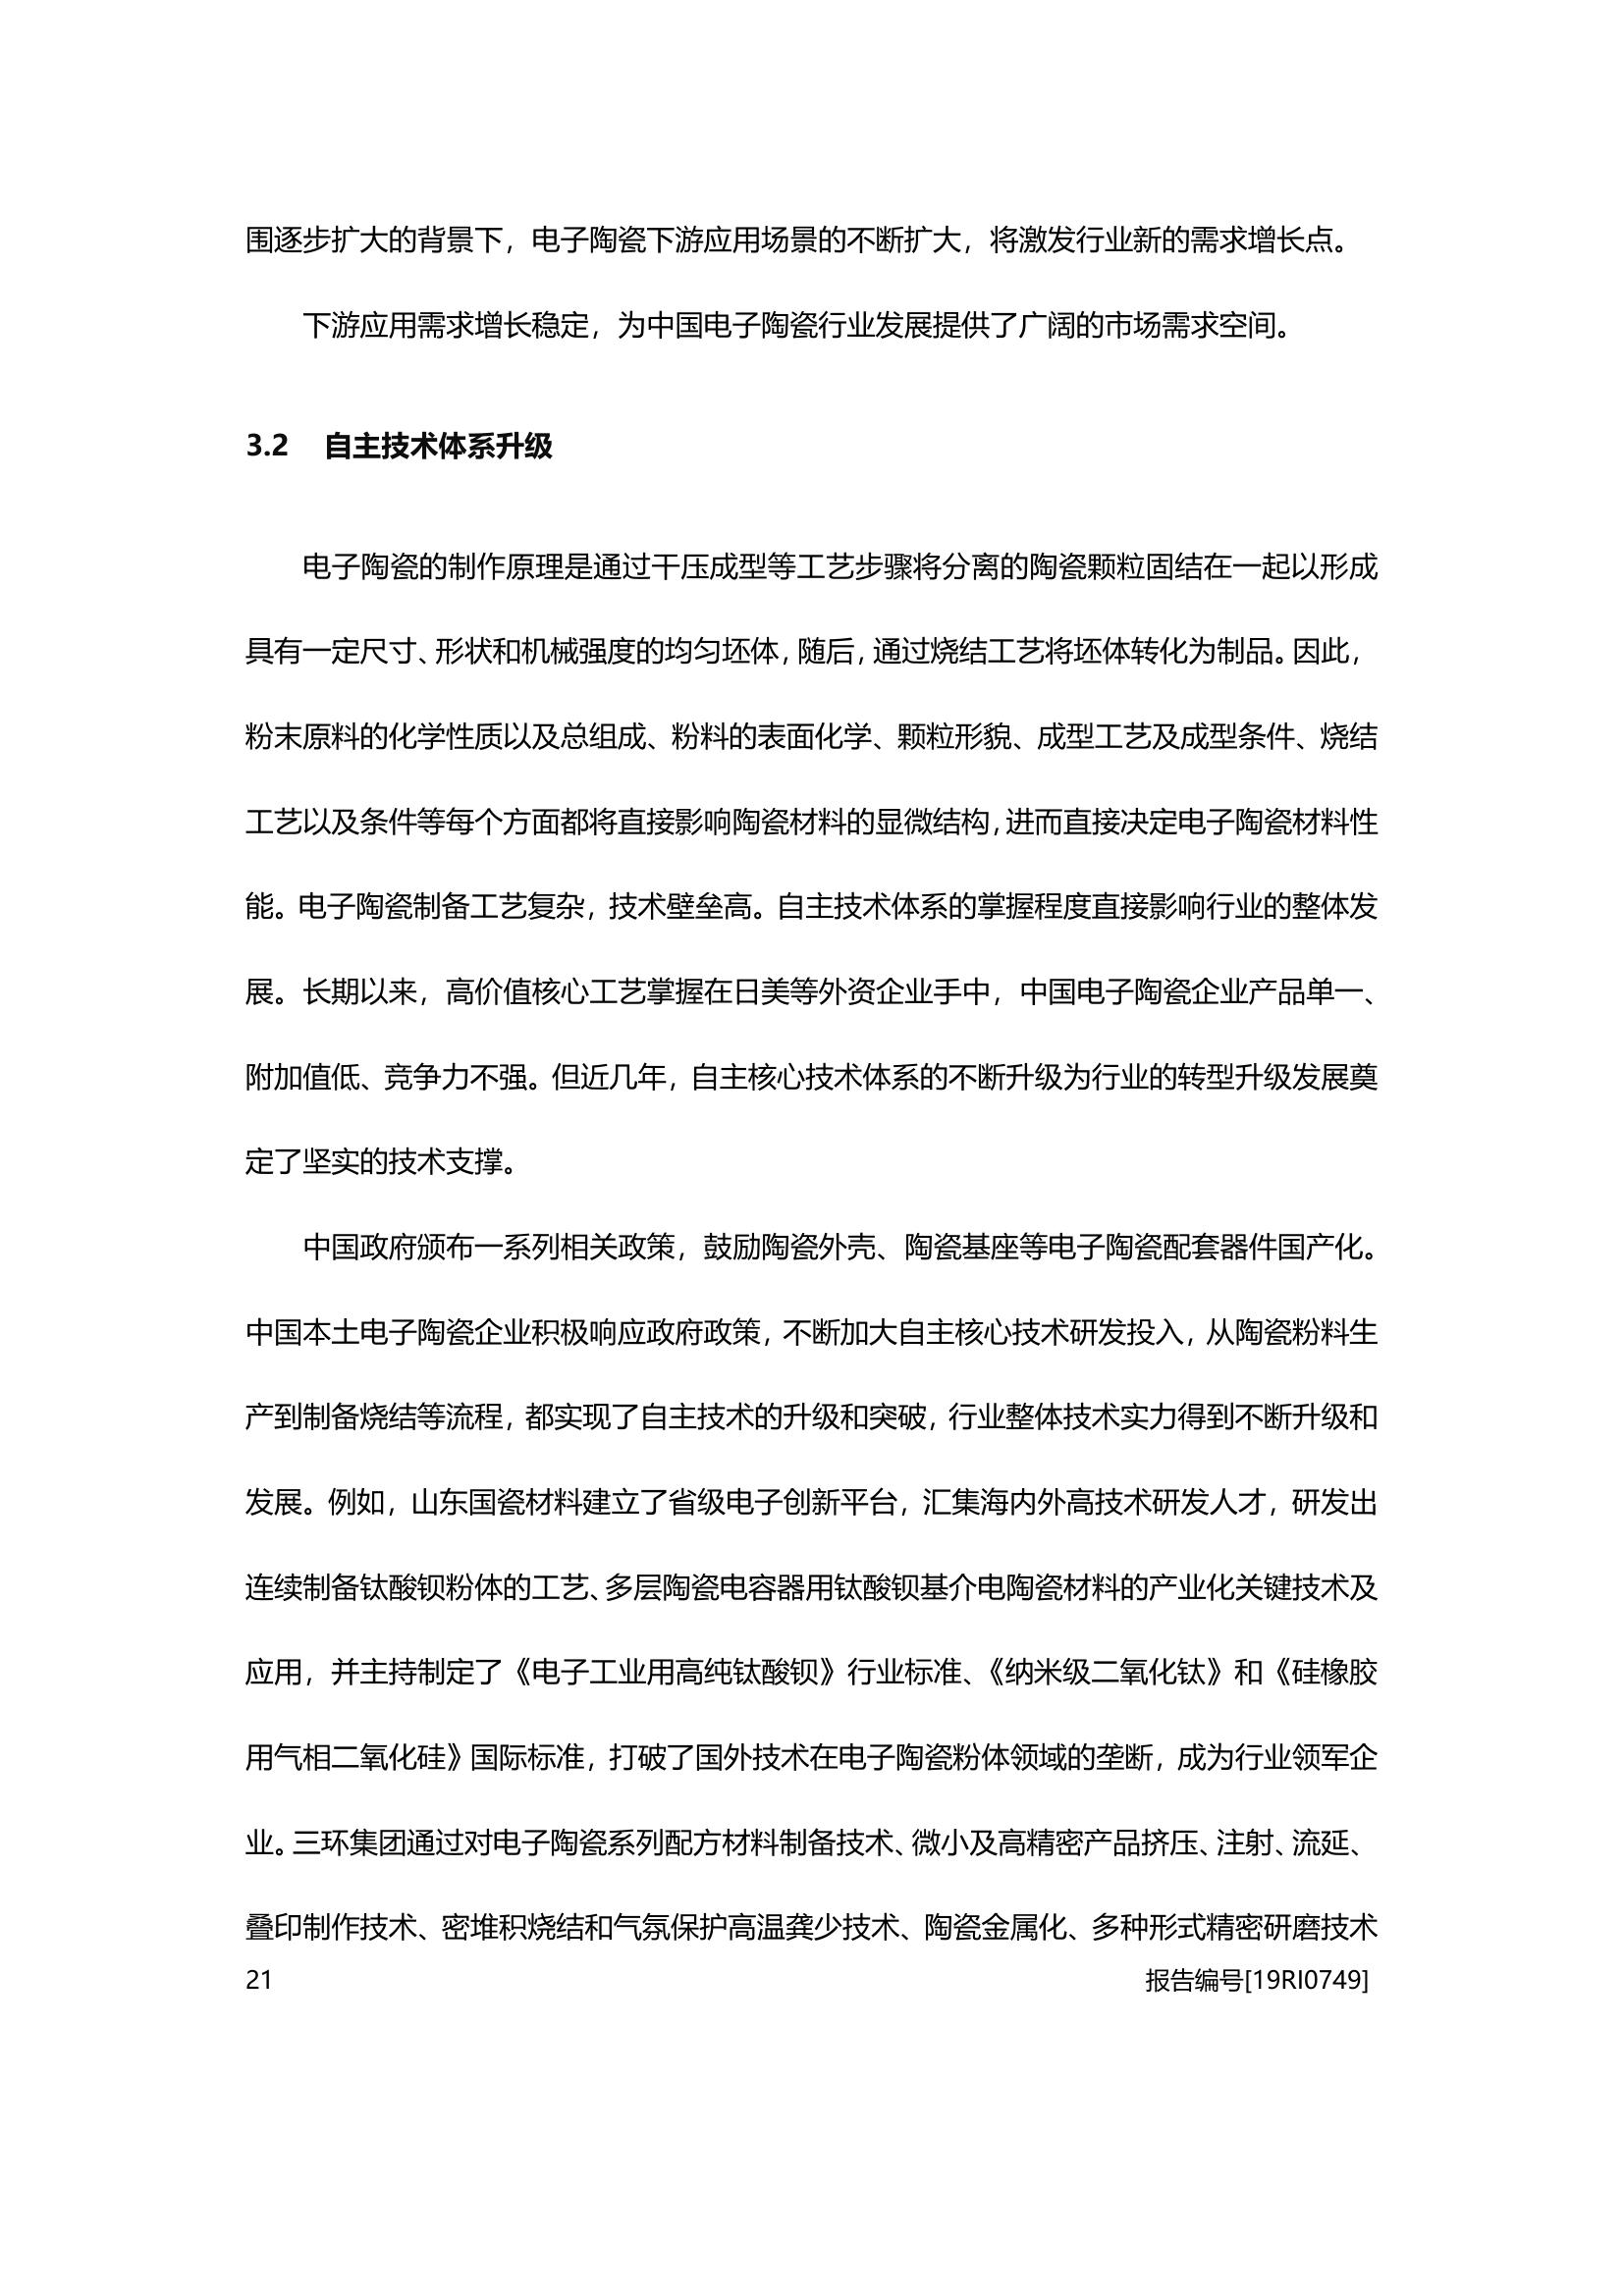 围逐步扩大的背景下，电子陶瓷下游应用场景的不断扩大，将激发行业新的需求增长点。
下游应用需求增长稳定，为中国电子陶瓷行业发展提供了广阔的市场需求空间。
3.2 自主技术体系升级
电子陶瓷的制作原理是通过干压成型等工艺步骤将分离的陶瓷颗粒固结在一起以形成
具有一定尺寸、形状和机械强度的均匀坯体，随后，通过烧结工艺将坯体转化为制品。因此，
粉末原料的化学性质以及总组成、粉料的表面化学、颗粒形貌、成型工艺及成型条件、烧结
工艺以及条件等每个方面都将直接影响陶瓷材料的显微结构，进而直接决定电子陶瓷材料性
能。电子陶瓷制备工艺复杂，技术壁垒高。自主技术体系的掌握程度直接影响行业的整体发
展。长期以来，高价值核心工艺掌握在日美等外资企业手中，中国电子陶瓷企业产品单一、
附加值低、竞争力不强。但近几年，自主核心技术体系的不断升级为行业的转型升级发展奠
定了坚实的技术支撑。
中国政府颁布一系列相关政策，鼓励陶瓷外壳、陶瓷基座等电子陶瓷配套器件国产化。
中国本土电子陶瓷企业积极响应政府政策，不断加大自主核心技术研发投入，从陶瓷粉料生
产到制备烧结等流程，都实现了自主技术的升级和突破，行业整体技术实力得到不断升级和
发展。例如，山东国瓷材料建立了省级电子创新平台，汇集海内外高技术研发人才，研发出
连续制备钛酸钡粉体的工艺、多层陶瓷电容器用钛酸钡基介电陶瓷材料的产业化关键技术及
应用，并主持制定了《电子工业用高纯钛酸钡》行业标准、《纳米级二氧化钛》和《硅橡胶
用气相二氧化硅》国际标准，打破了国外技术在电子陶瓷粉体领域的垄断，成为行业领军企
业。三环集团通过对电子陶瓷系列配方材料制备技术、微小及高精密产品挤压、注射、流延、
叠印制作技术、密堆积烧结和气氛保护高温龚少技术、陶瓷金属化、多种形式精密研磨技术
21 报告编号[19RI0749]